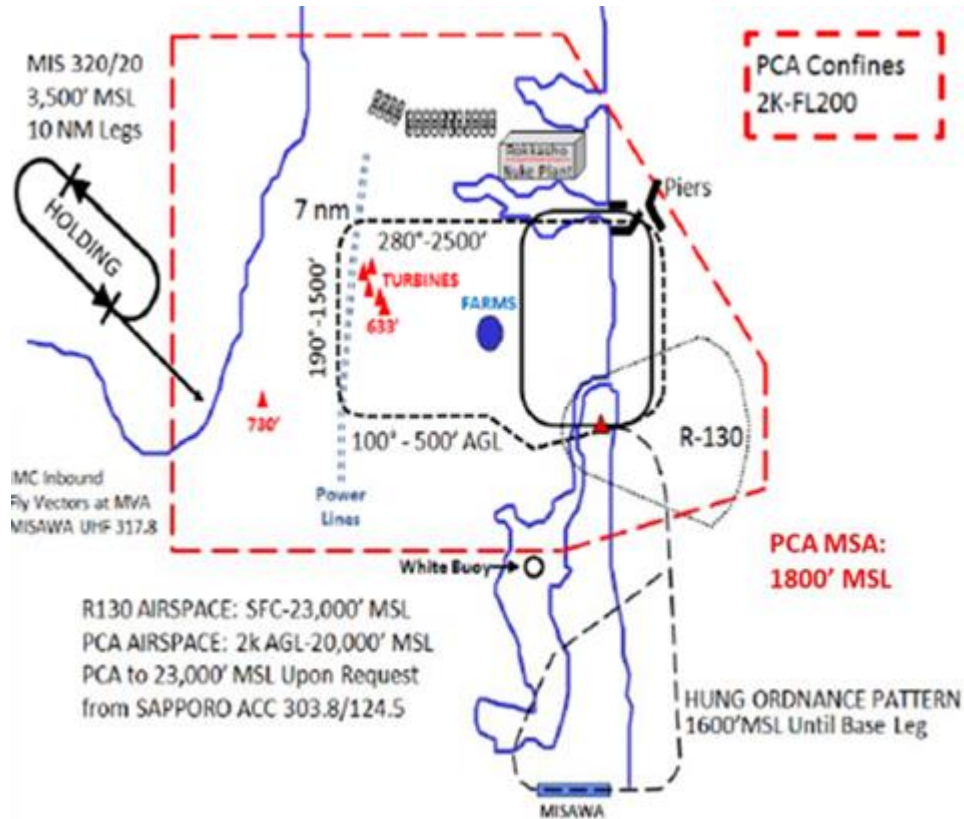 MIS 320/20
3,500' MSL
10 NM Legs
HOLDING
PCA Confines
2K-FL200
Rokkasho
Nuke Plant
Piers
7 nm
280°-2500'
TURBINES
633'
FARMS
190°-1500'
730'
100° - 500' AGL
R-130
IMC Inbound
Fly Vectors at MVA
MISAWA UHF 317.8
Power
Lines
White Buoy
PCA MSA:
1800' MSL
R130 AIRSPACE: SFC-23,000' MSL
PCA AIRSPACE: 2k AGL-20,000' MSL
PCA to 23,000' MSL Upon Request
from SAPPORO ACC 303.8/124.5
HUNG ORDNANCE PATTERN
1600'MSL Until Base Leg
MISAWA